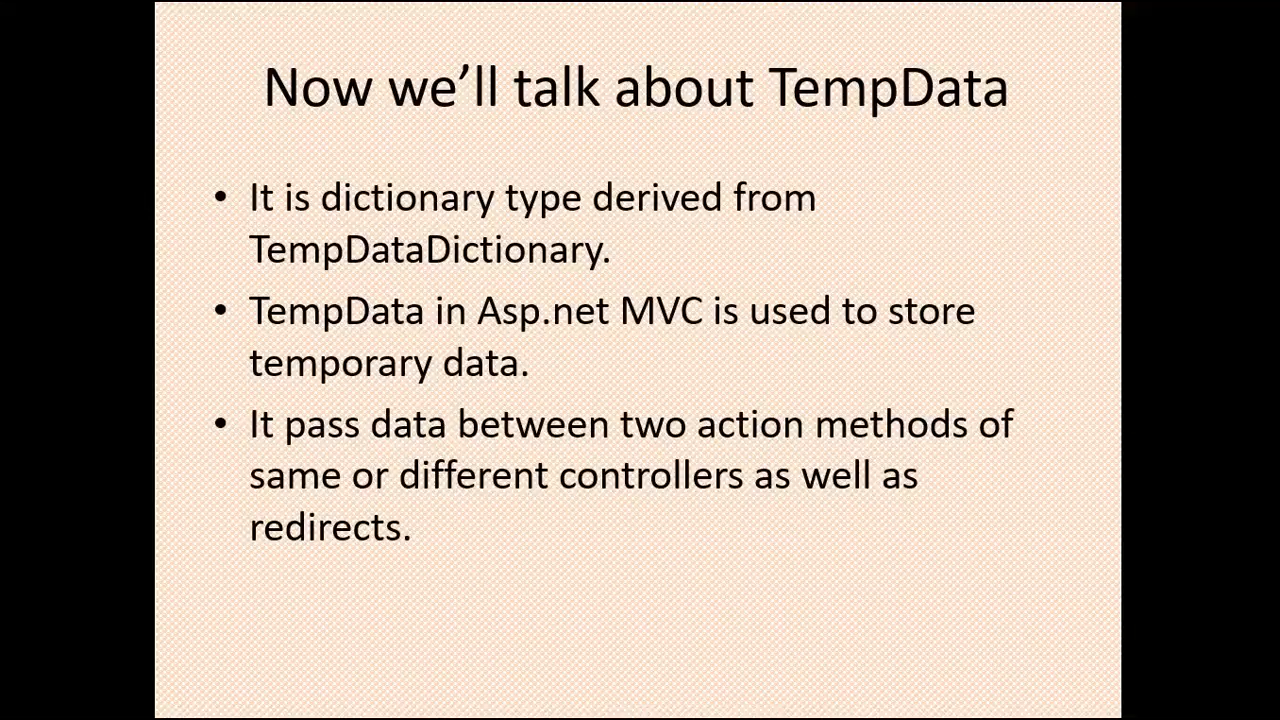 Now we’ll talk about TempData
• It is dictionary type derived from
TempDataDictionary.
• TempData in Asp.net MVC is used to store
temporary data.
• It pass data between two action methods of
same or different controllers as well as
redirects.